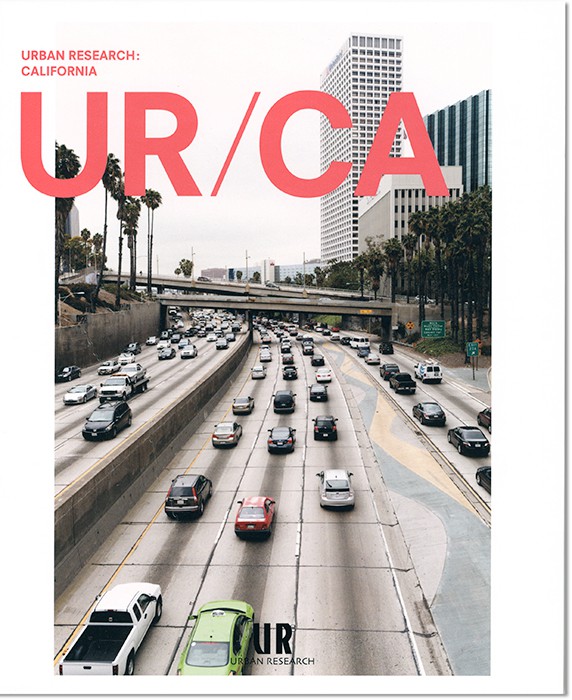 URBAN RESEARCH:
CALIFORNIA
UR/CA
UR
URBAN RESEARCH